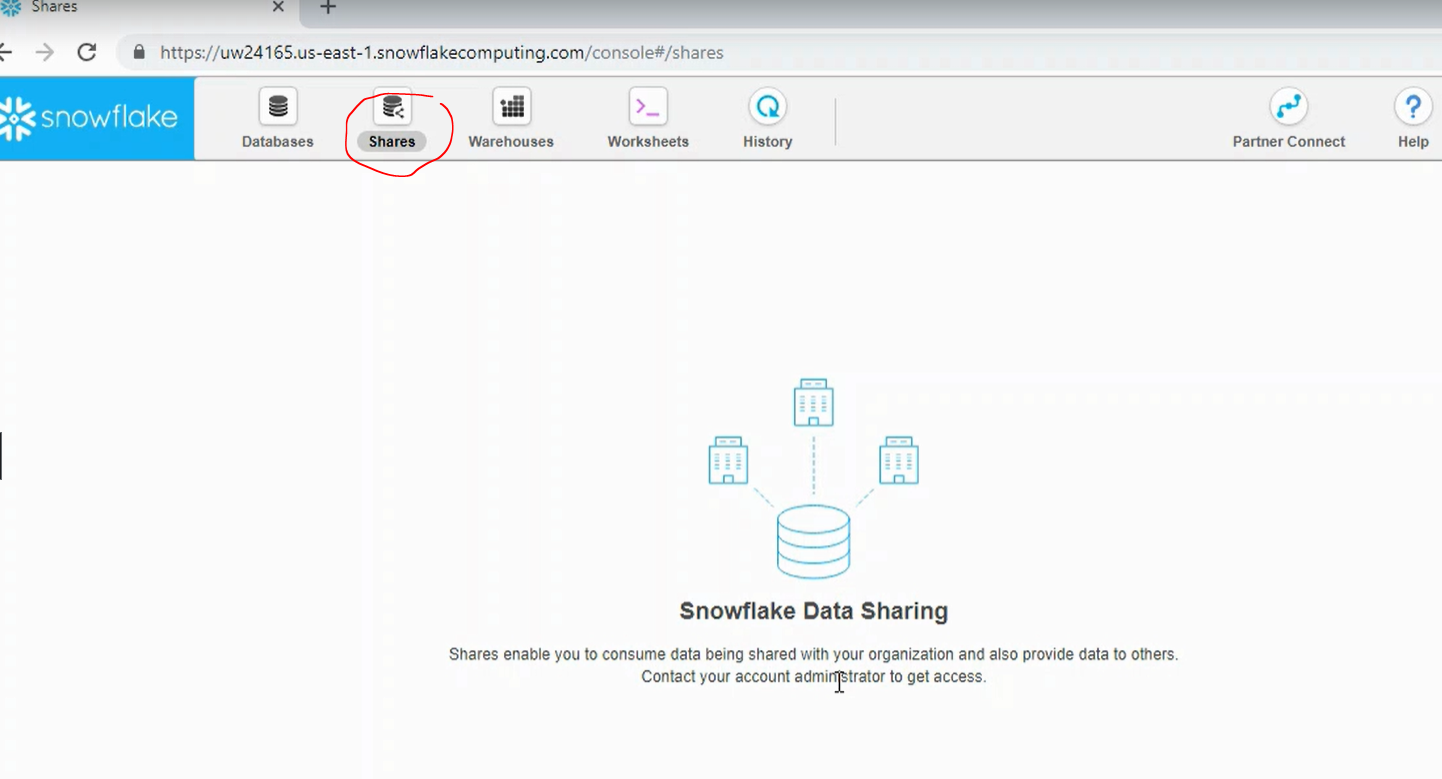 Shares
https://uw24165.us-east-1.snowflakecomputing.com/console#/shares
snowflake
Databases
Shares
Warehouses
Worksheets
History
Partner Connect
Help
Snowflake Data Sharing
Shares enable you to consume data being shared with your organization and also provide data to others.
Contact your account administrator to get access.